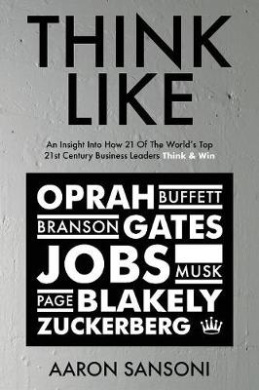 THINK
LIKE
An Insight Into How 21 Of The World's Top
21st Century Business Leaders Think & Win
OPRAH BUFFETT
BRANSON GATES
JOBS MUSK
PAGE BLAKELY
ZUCKERBERG
AARON SANSONI